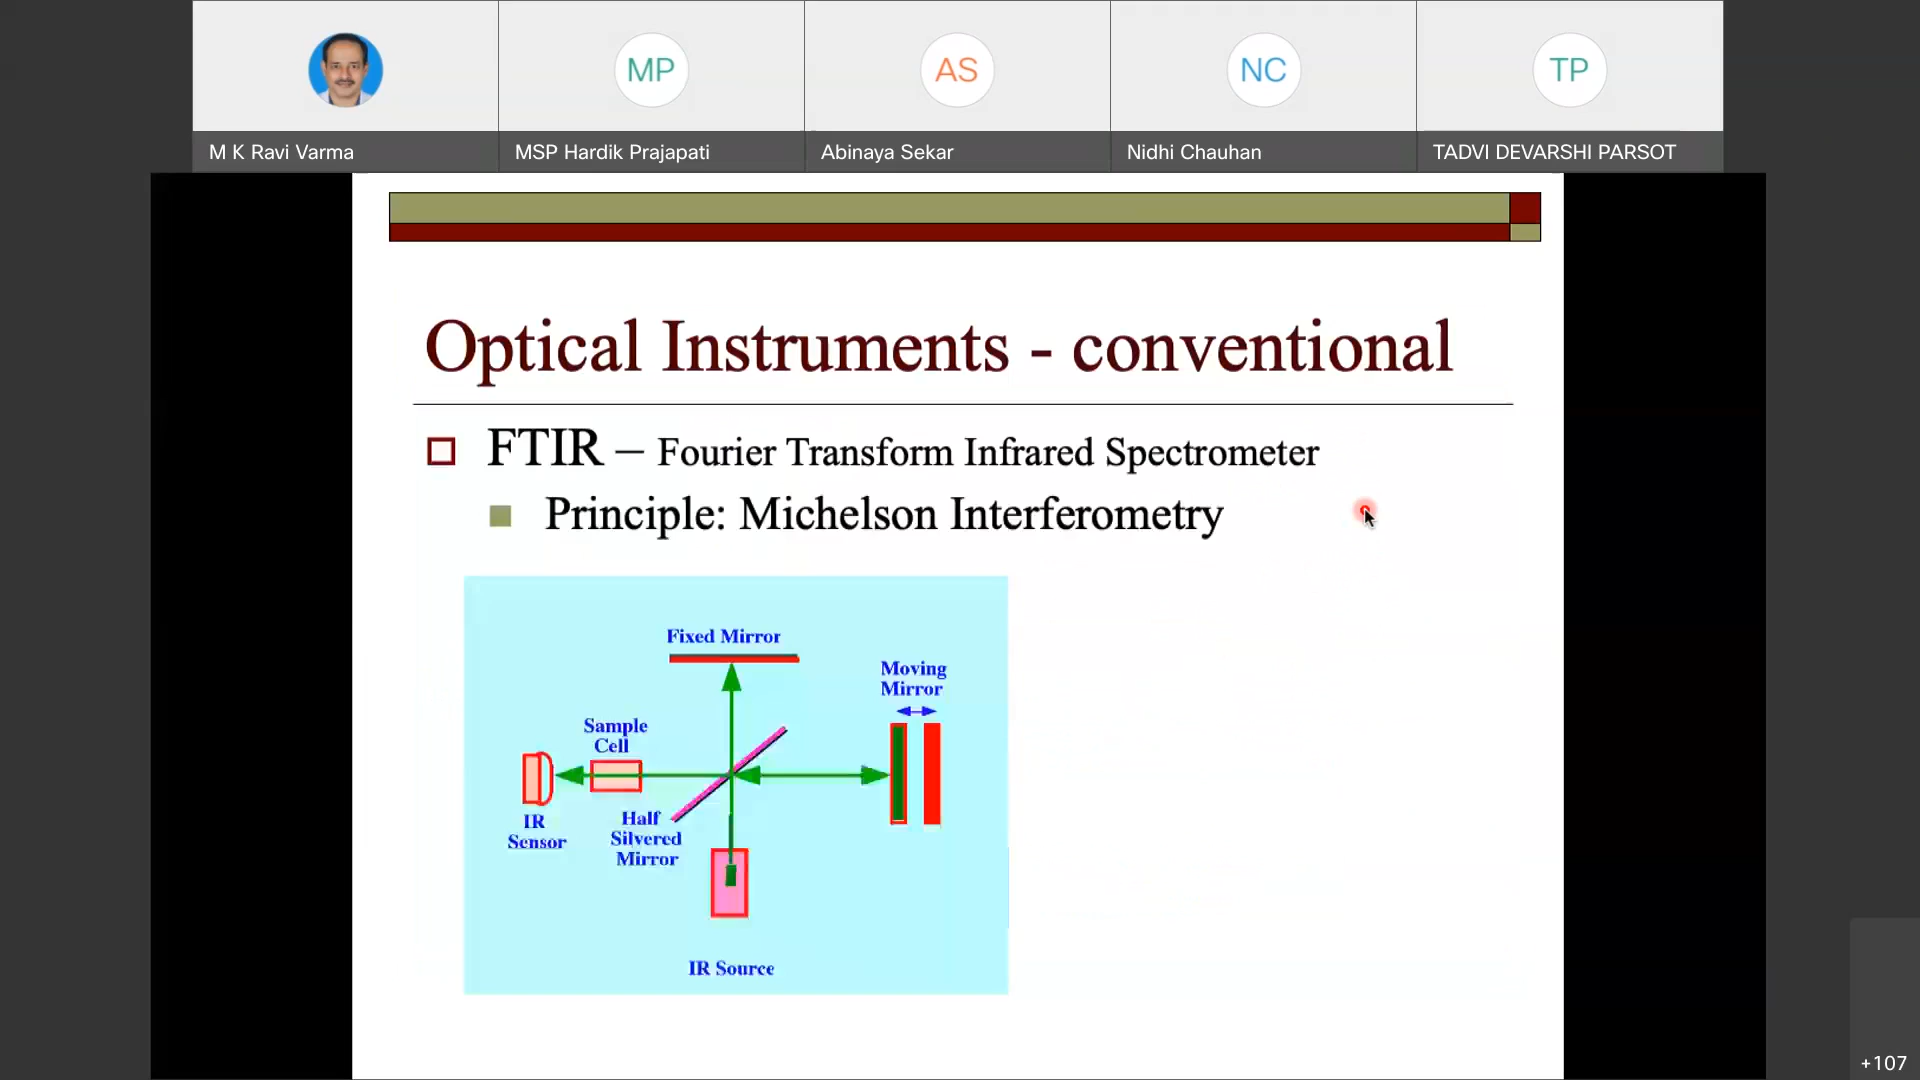 MP
AS
NC
TP
M K Ravi Varma
MSP Hardik Prajapati
Abinaya Sekar
Nidhi Chauhan
TADVI DEVARSHI PARSOT
Optical Instruments - conventional
FTIR – Fourier Transform Infrared Spectrometer
Principle: Michelson Interferometry
Fixed Mirror
Moving
Mirror
Sample
Cell
IR
Sensor
Half
Silvered
Mirror
IR Source
+107